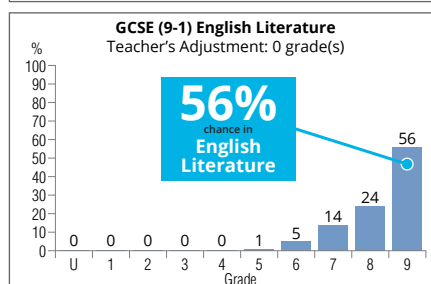 GCSE (9-1) English Literature
Teacher's Adjustment: 0 grade(s)
%
100
90
80
70
60
50
40
30
20
10
0
56%
chance in
English
Literature
0 0 0 0 0 1 5 14 24 56
U 1 2 3 4 5 6 7 8 9
Grade